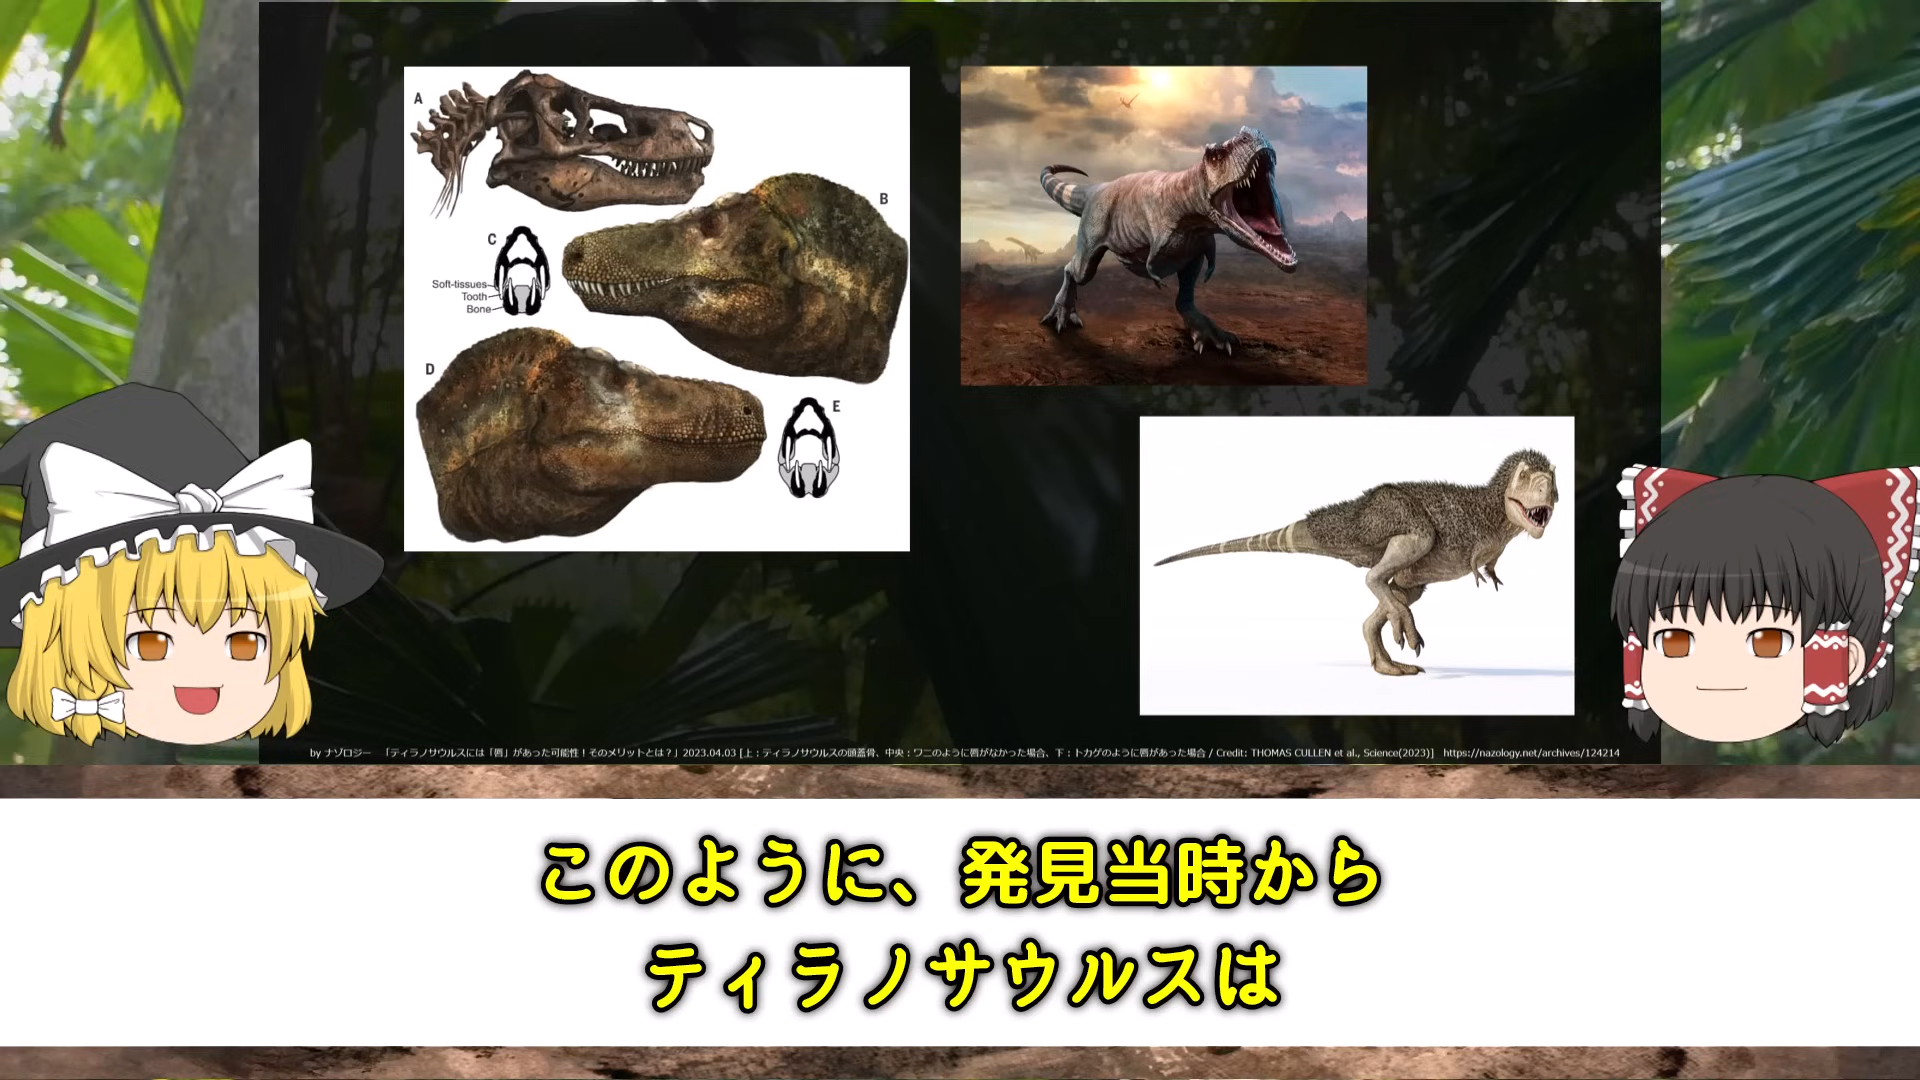 A
B
C
Soft-tissues
Tooth
Bone
D
E
by ナゾロジー 「ティラノサウルスには「唇」があった可能性！そのメリットとは？」2023.04.03 [上：ティラノサウルスの頭蓋骨、中央：ワニのように唇がなかった場合、下：トカゲのように唇があった場合 / Credit: THOMAS CULLEN et al., Science(2023)] https://nazology.net/archives/124214
このように、発見当時から
ティラノサウルスは